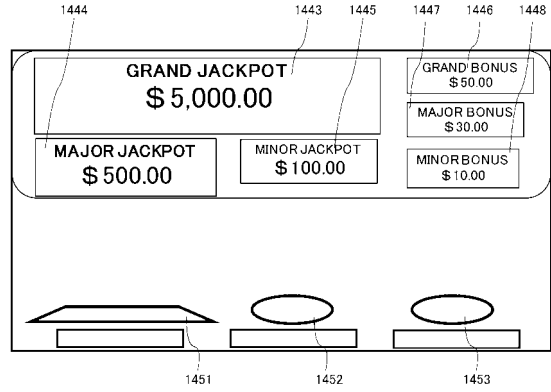 1444
1443
1445
1447
1446
1448
GRAND JACKPOT
$5,000.00
GRAND BONUS
$50.00
MAJOR BONUS
$30.00
MAJOR JACKPOT
$500.00
MINOR JACKPOT
$100.00
MINOR BONUS
$10.00
1451
1452
1453